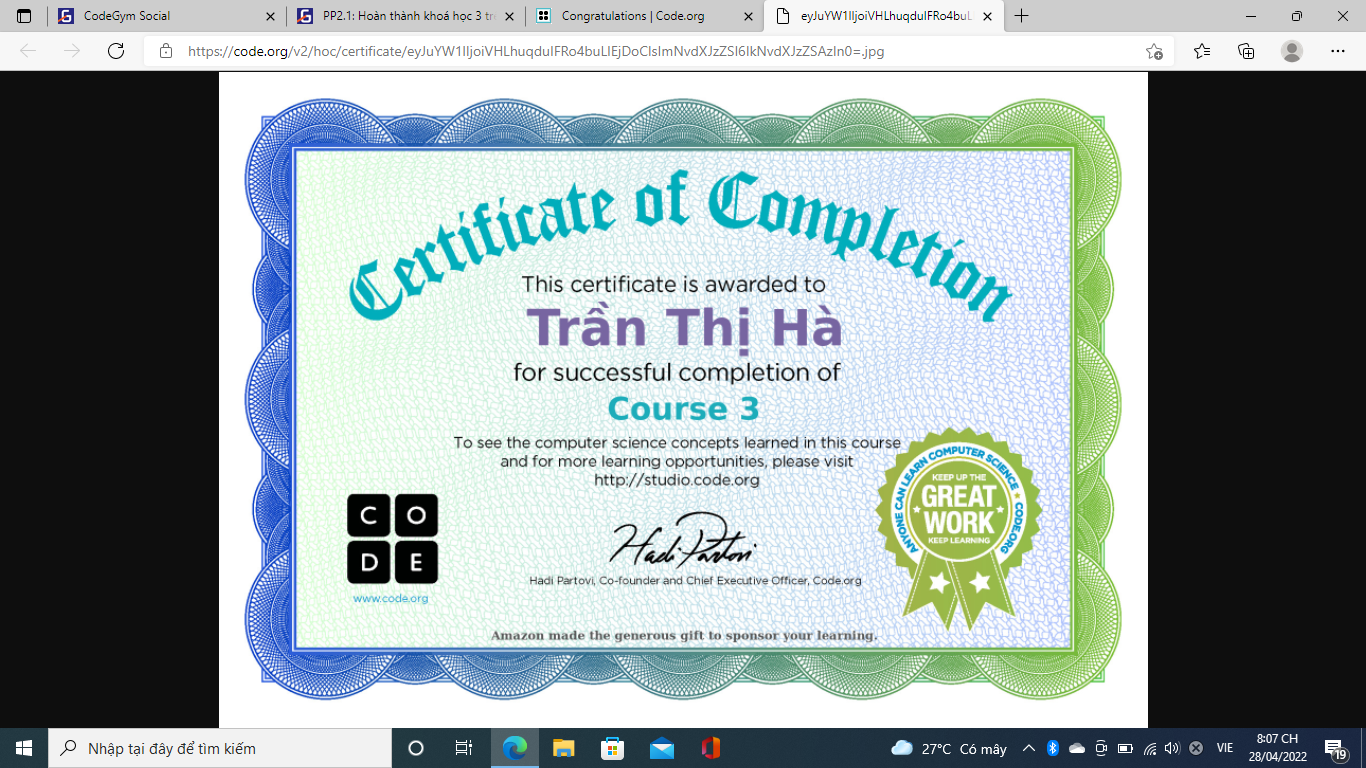 CodeGym Social
PP2.1: Hoàn thành khoá học 3 tr
Congratulations | Code.org
https://code.org/v2/hoc/certificate/eyJuYW1lIjoiVHLhuqduIFRo4buLIEjDoCIsImNvdXJzZSI6IkNvdXJzZSAzIn0=.jpg
Certificate of Completion
This certificate is awarded to
Trần Thị Hà
for successful completion of
Course 3
To see the computer science concepts learned in this course
and for more learning opportunities, please visit
http://studio.code.org
CODE
www.code.org
Hadi Partovi
Hadi Partovi, Co-founder and Chief Executive Officer, Code.org
ANYONE CAN LEARN COMPUTER SCIENCE
CODE.ORG
KEEP UP THE
GREAT
WORK
KEEP LEARNING
Amazon made the generous gift to sponsor your learning.
Nhập tại đây để tìm kiếm
27°C Có mây
VIE
8:07 CH
28/04/2022
19